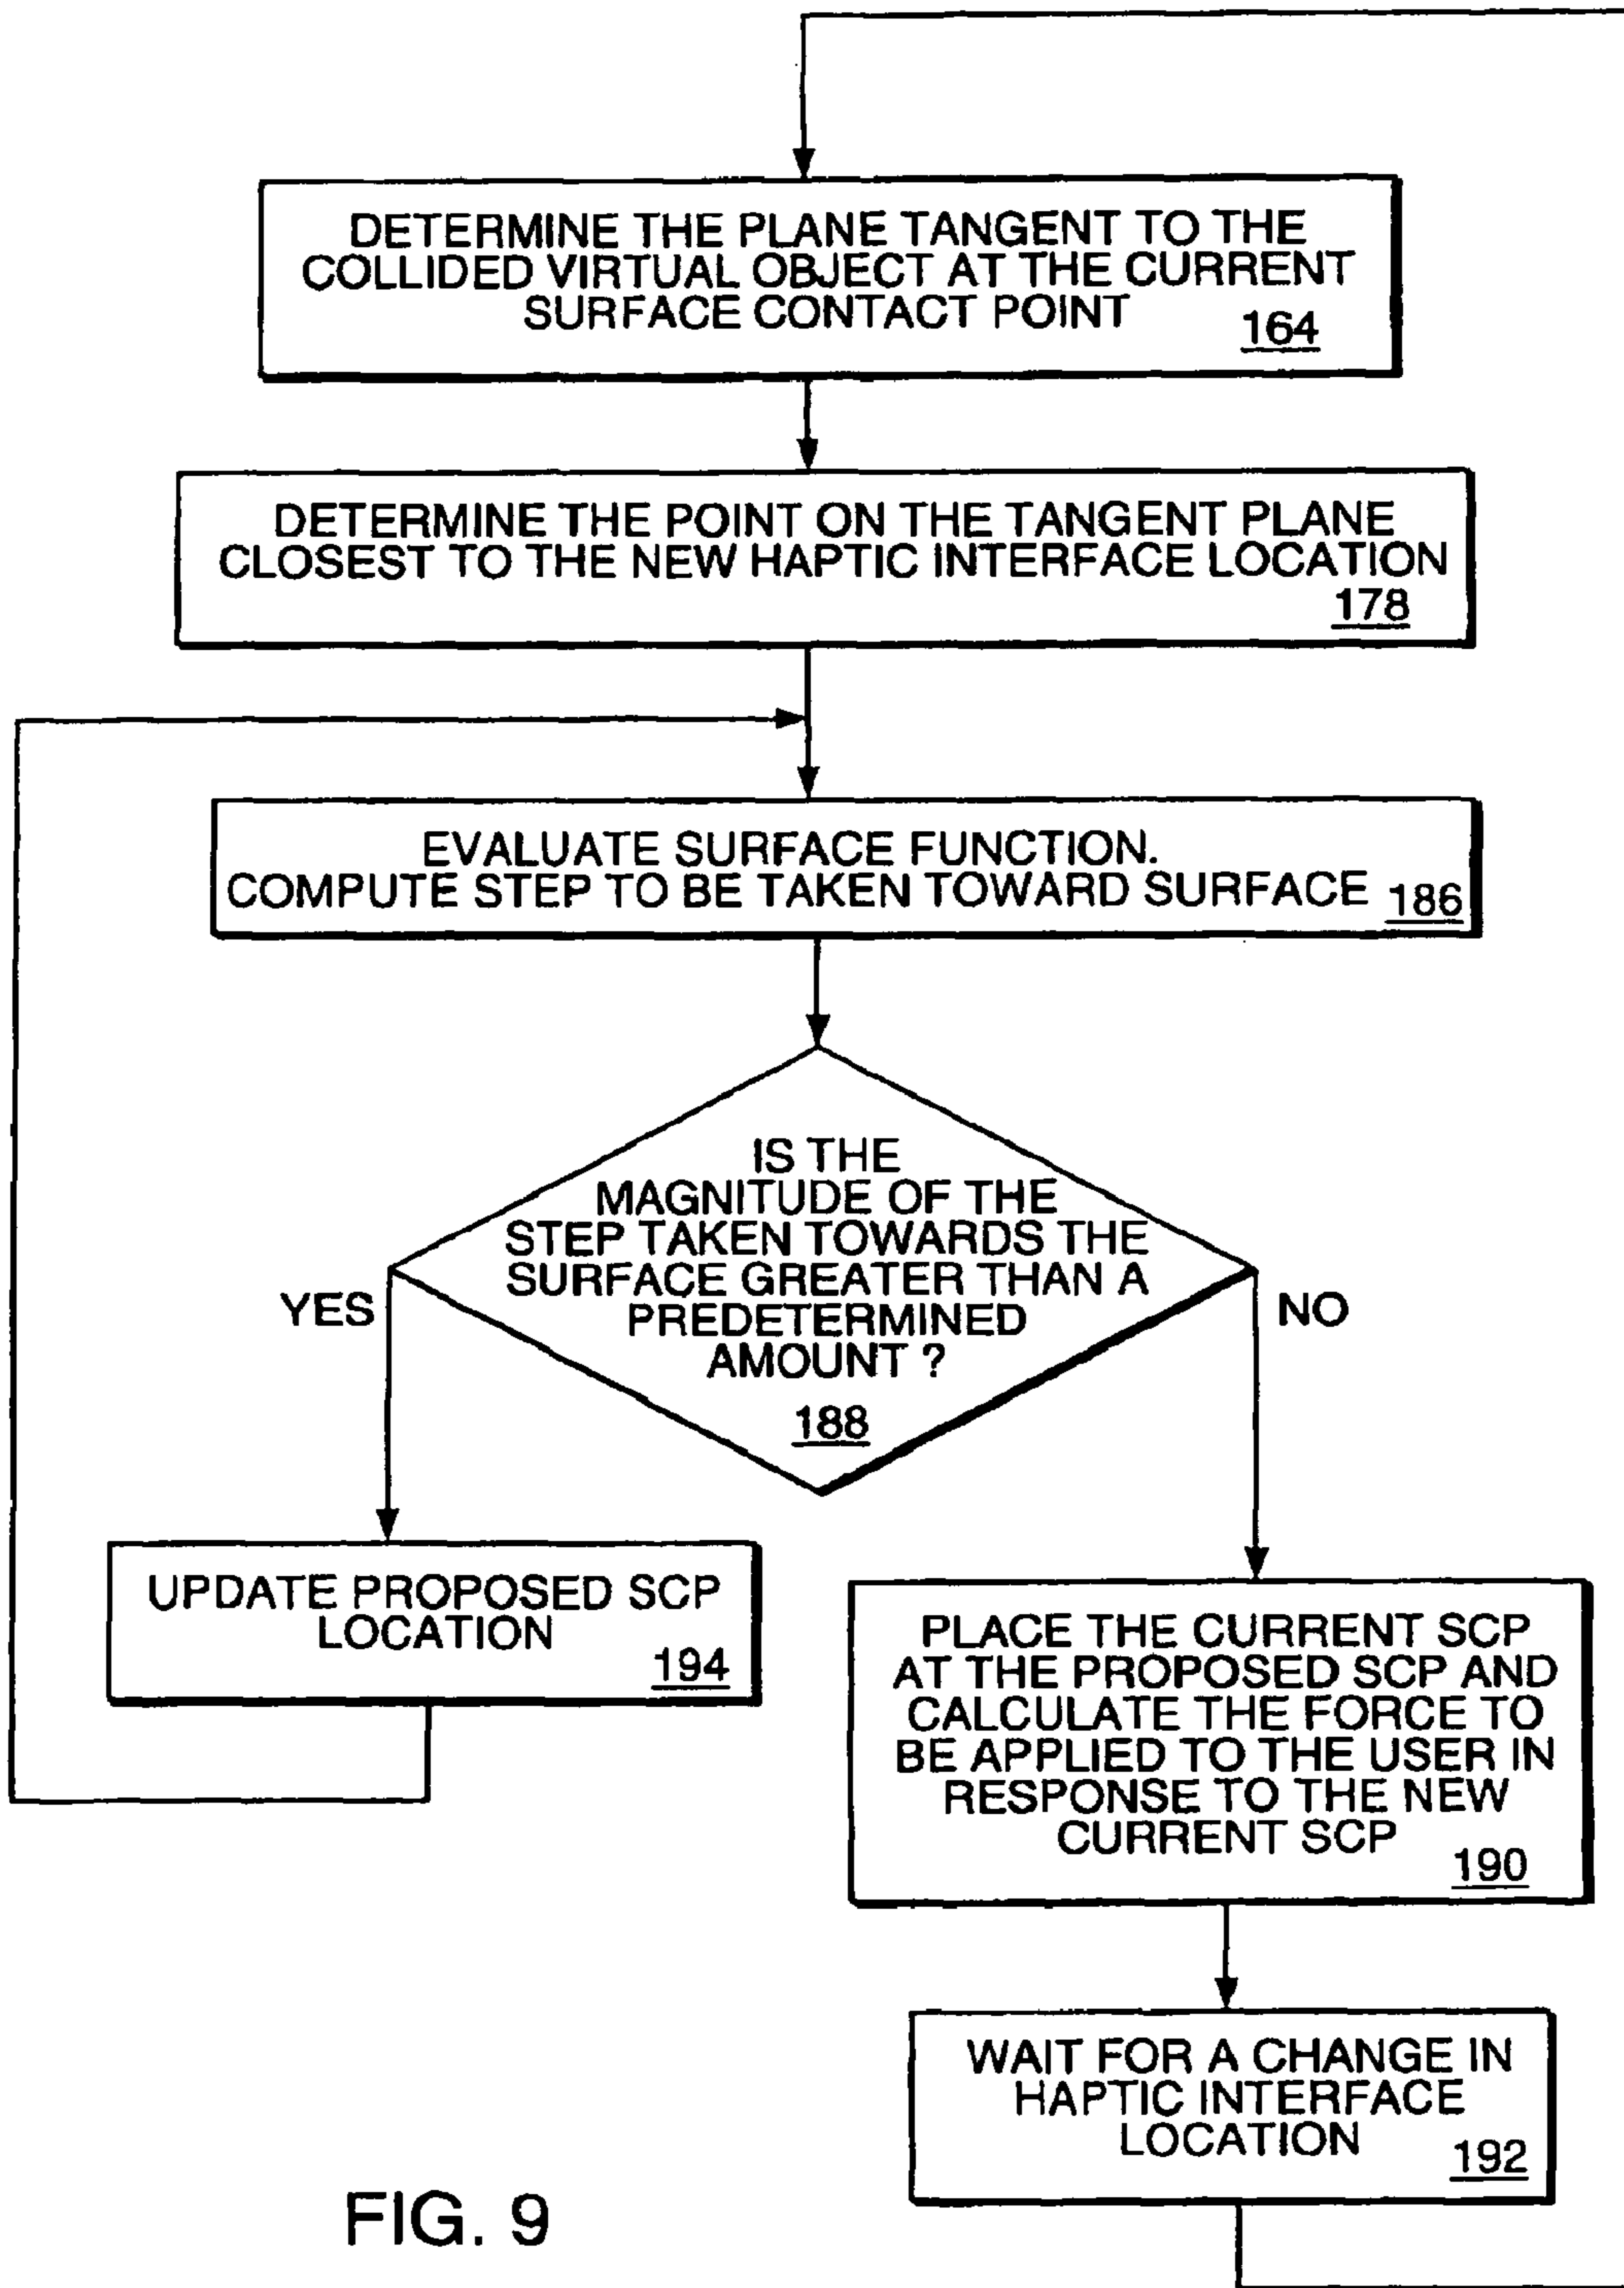 DETERMINE THE PLANE TANGENT TO THE
COLLIDED VIRTUAL OBJECT AT THE CURRENT
SURFACE CONTACT POINT
164
DETERMINE THE POINT ON THE TANGENT PLANE
CLOSEST TO THE NEW HAPTIC INTERFACE LOCATION
178
EVALUATE SURFACE FUNCTION.
COMPUTE STEP TO BE TAKEN TOWARD SURFACE 186
IS THE
MAGNITUDE OF THE
STEP TAKEN TOWARDS THE
SURFACE GREATER THAN A
PREDETERMINED
AMOUNT ?
188
YES
NO
UPDATE PROPOSED SCP
LOCATION
194
PLACE THE CURRENT SCP
AT THE PROPOSED SCP AND
CALCULATE THE FORCE TO
BE APPLIED TO THE USER IN
RESPONSE TO THE NEW
CURRENT SCP
190
WAIT FOR A CHANGE IN
HAPTIC INTERFACE
LOCATION
192
FIG. 9